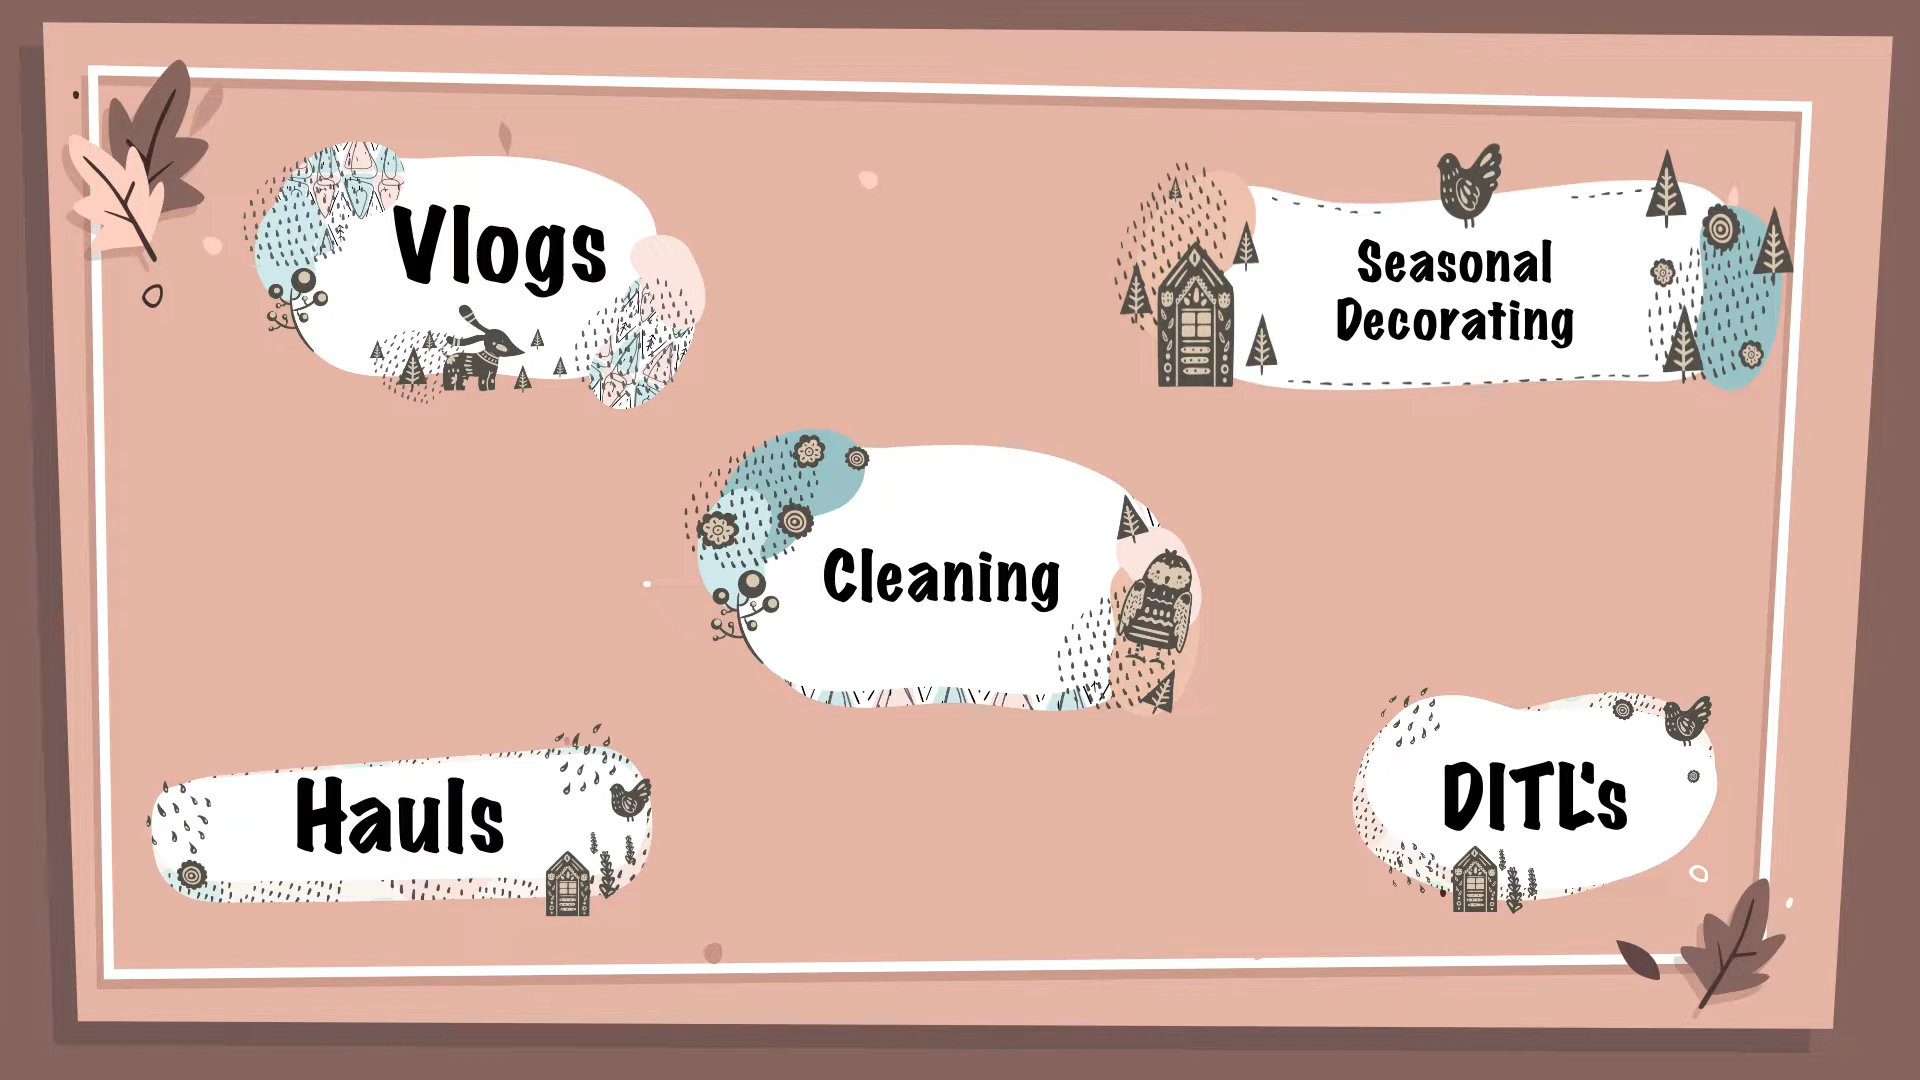 Vlogs
Seasonal
Decorating
Cleaning
Hauls
DITL's